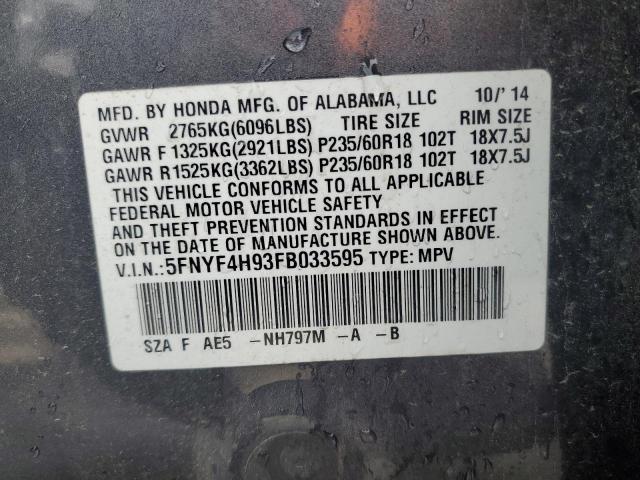 MFD. BY HONDA MFG. OF ALABAMA, LLC 10/'14
GVWR 2765KG(6096LBS) TIRE SIZE RIM SIZE
GAWR F 1325KG(2921LBS) P235/60R18 102T 18X7.5J
GAWR R1525KG(3362LBS) P235/60R18 102T 18X7.5J
THIS VEHICLE CONFORMS TO ALL APPLICABLE
FEDERAL MOTOR VEHICLE SAFETY
AND THEFT PREVENTION STANDARDS IN EFFECT
ON THE DATE OF MANUFACTURE SHOWN ABOVE.
V.I.N.:5FNYF4H93FB033595 TYPE: MPV
SZA F AE5 -NH797M -A -B